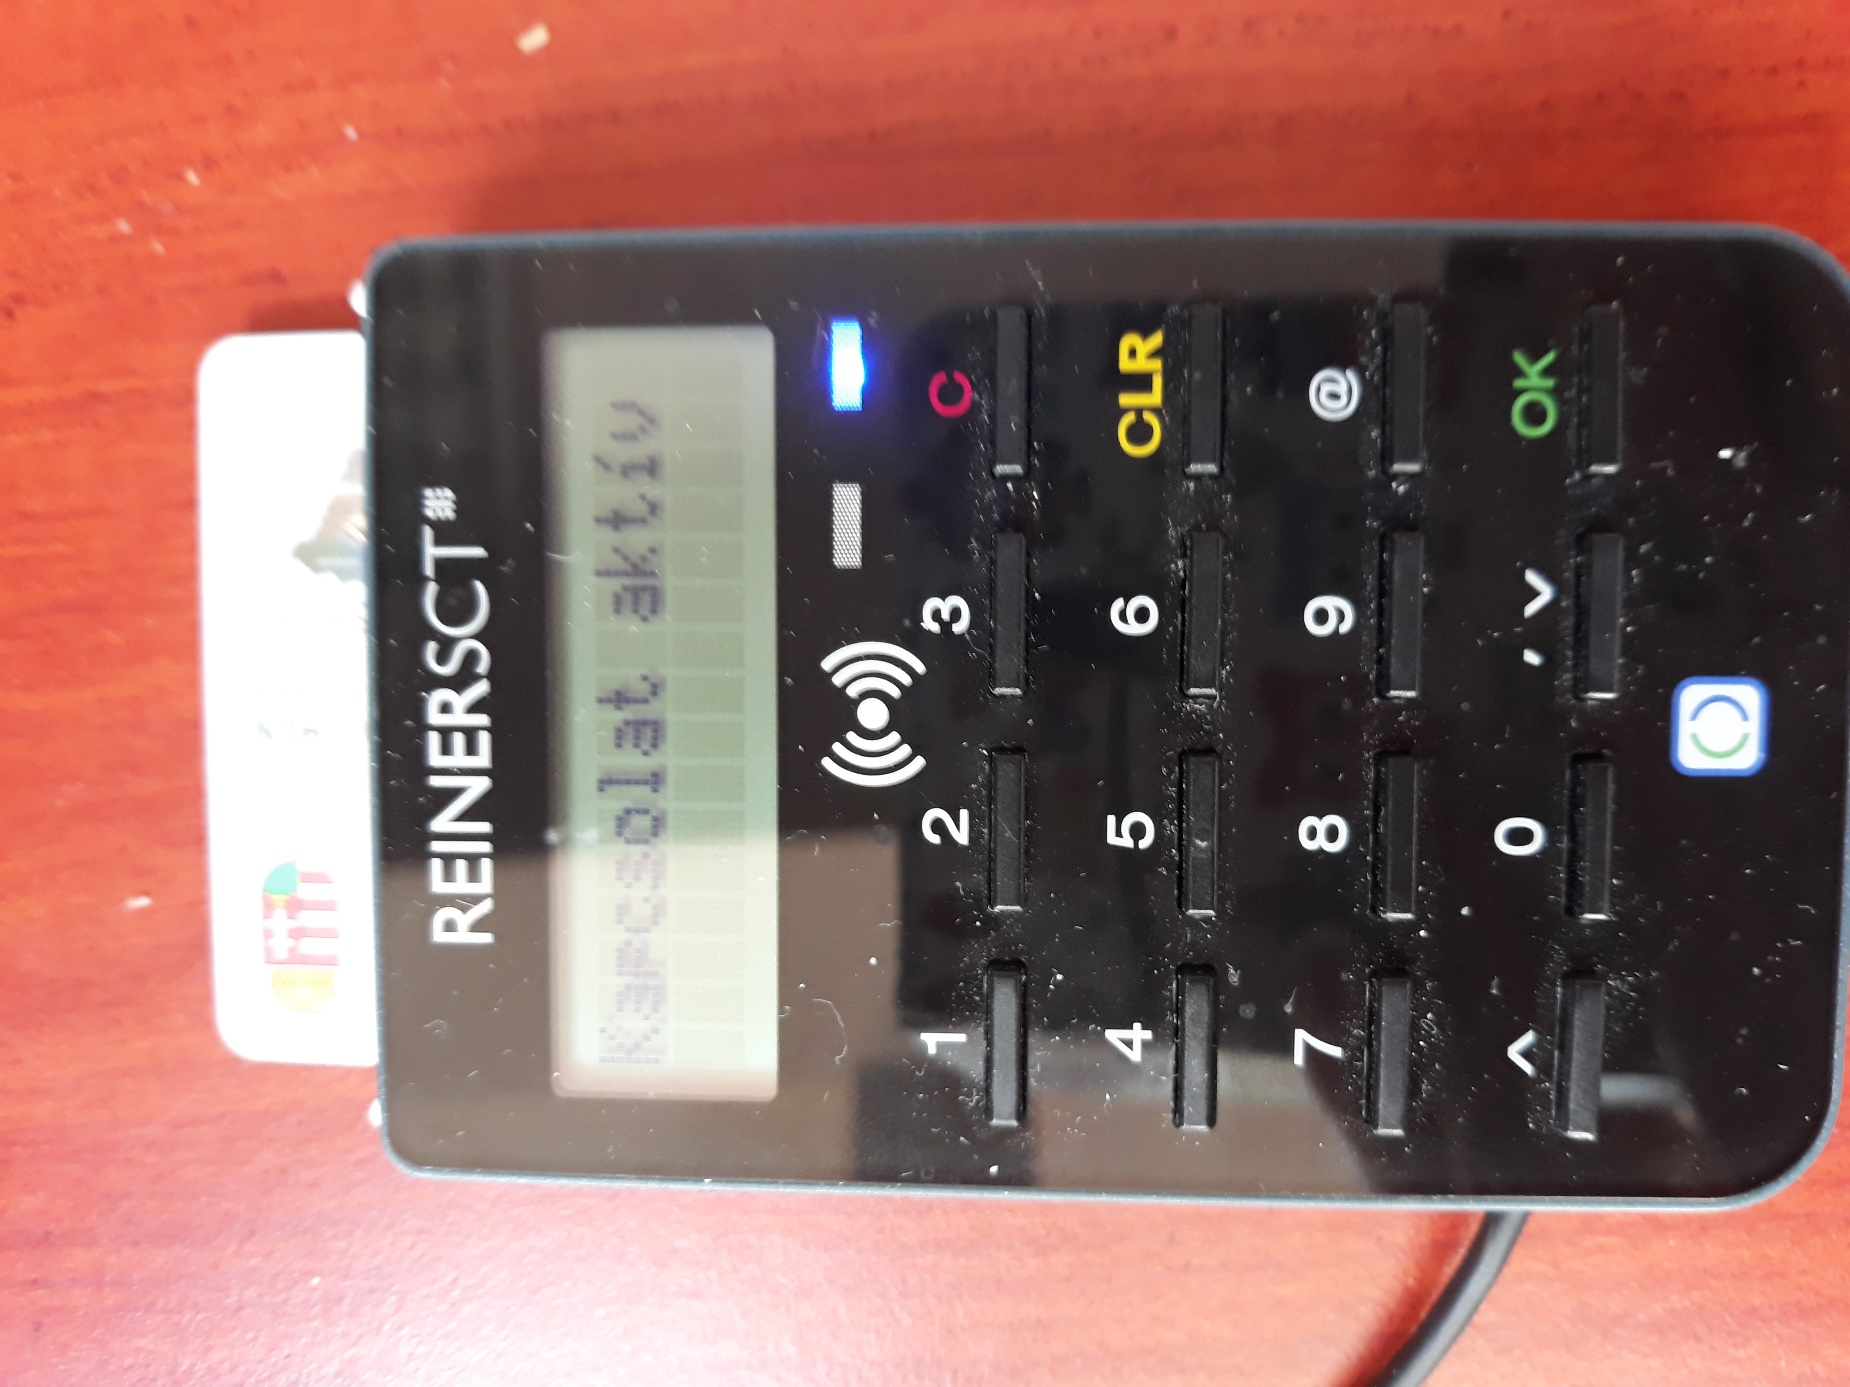 REINERSCT
Kapcsolat aktív
1 2 3 C
4 5 6 CLR
7 8 9 @
^ 0 ,v OK